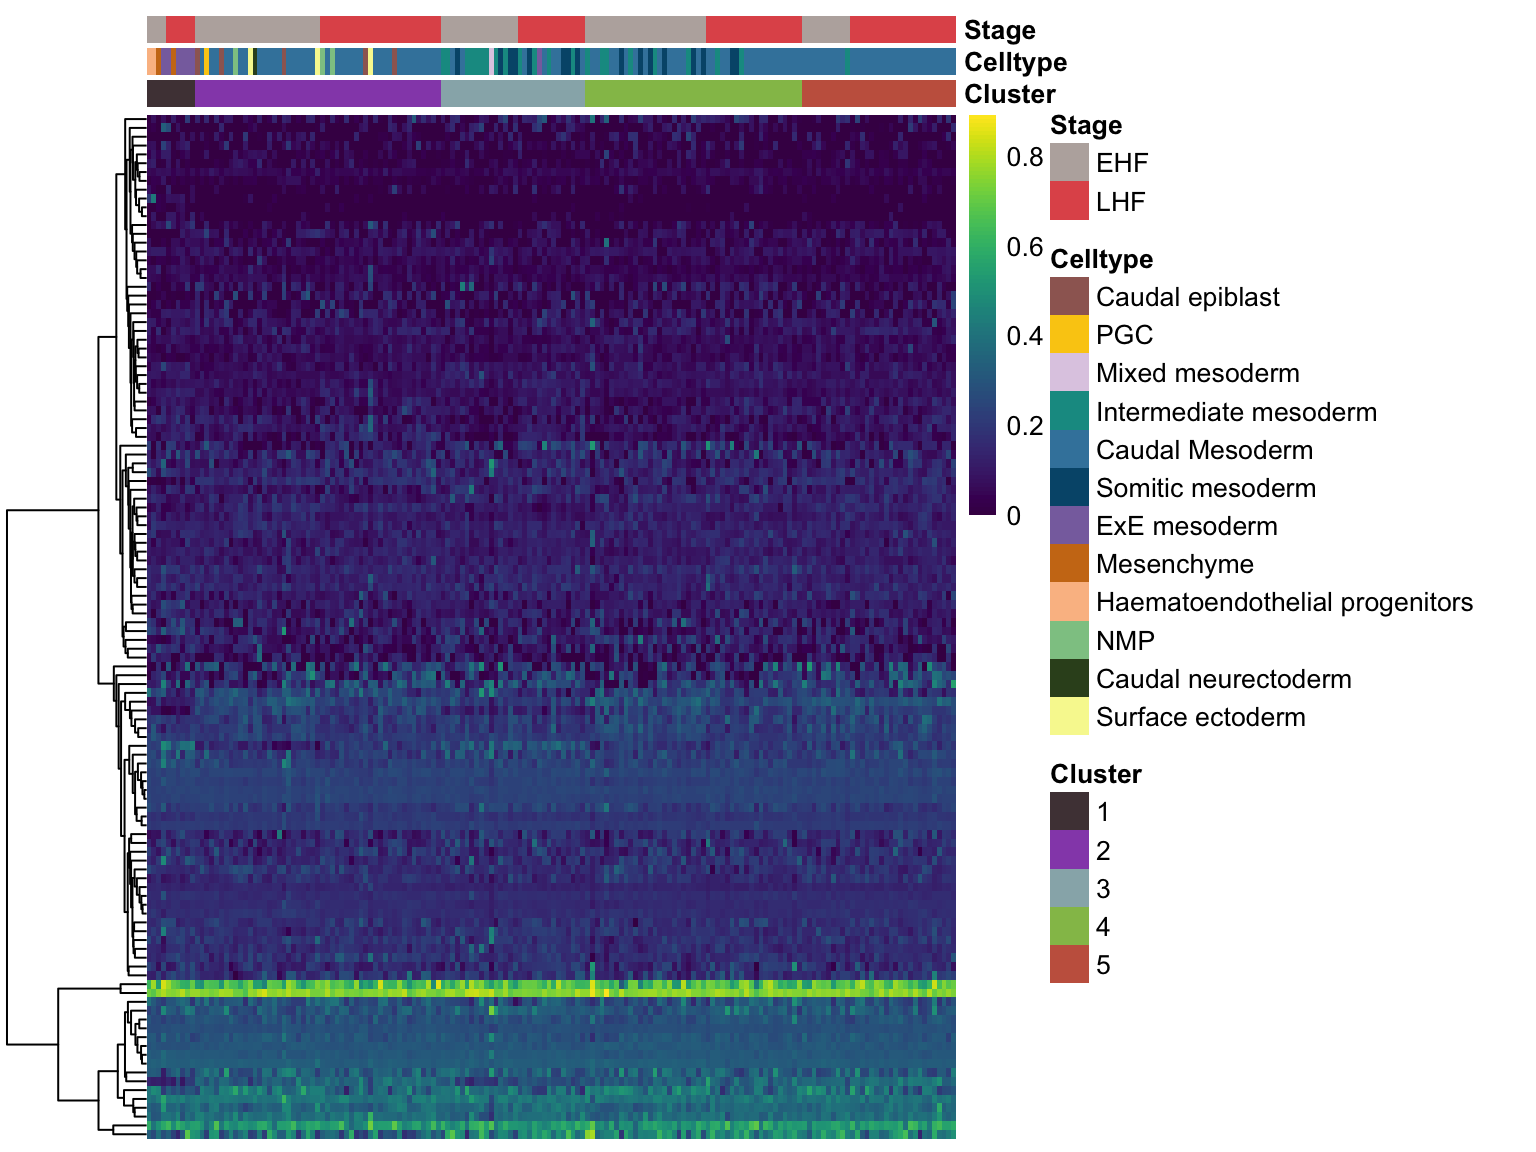 Stage
Celltype
Cluster
0.8
0.6
0.4
0.2
0
Stage
EHF
LHF
Celltype
Caudal epiblast
PGC
Mixed mesoderm
Intermediate mesoderm
Caudal Mesoderm
Somitic mesoderm
ExE mesoderm
Mesenchyme
Haematoendothelial progenitors
NMP
Caudal neurectoderm
Surface ectoderm
Cluster
1
2
3
4
5